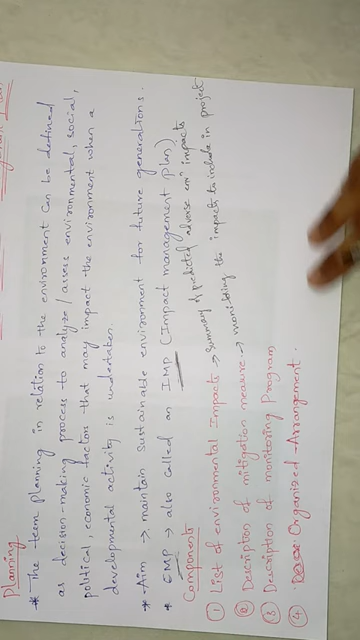 Planning
* The term planning in relation to the environment can be defined
as decision-making process to analyze / assess environmental, social,
political, economic factors that may impact the environment when a
developmental activity is undertaken.
* Aim → maintain sustainable environment for future generations.
* EMP → also called an IMP (Impact management Plan)
Components
① List of environmental Impacts → summary of predicted adverse env impacts
② Description of mitigation measure → monitoring the impacts to include in project
③ Description of monitoring Program
④ Organised Arrangement.